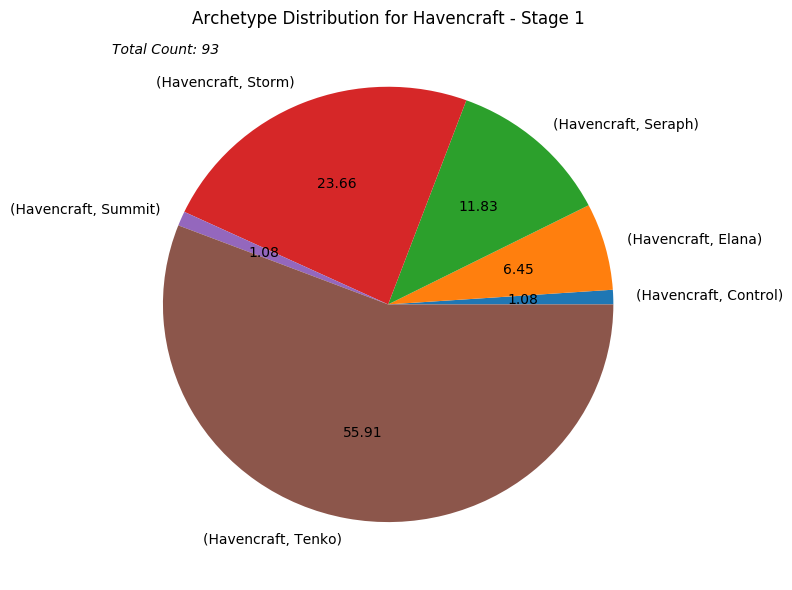 Archetype Distribution for Havencraft - Stage 1
Total Count: 93
(Havencraft, Storm)
(Havencraft, Seraph)
23.66
11.83
(Havencraft, Summit)
(Havencraft, Elana)
1.08
6.45
1.08
(Havencraft, Control)
55.91
(Havencraft, Tenko)